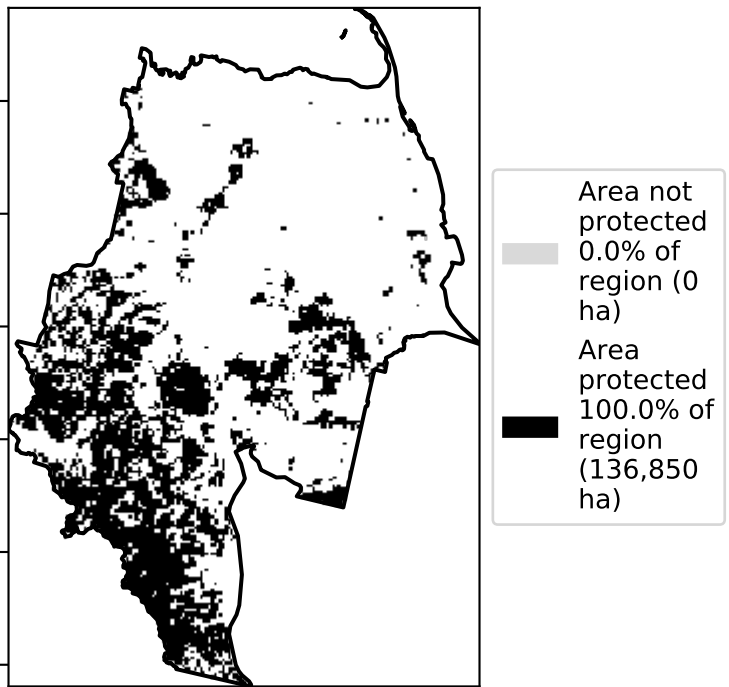 Area not
protected
0.0% of
region (0
ha)
Area
protected
100.0% of
region
(136,850
ha)